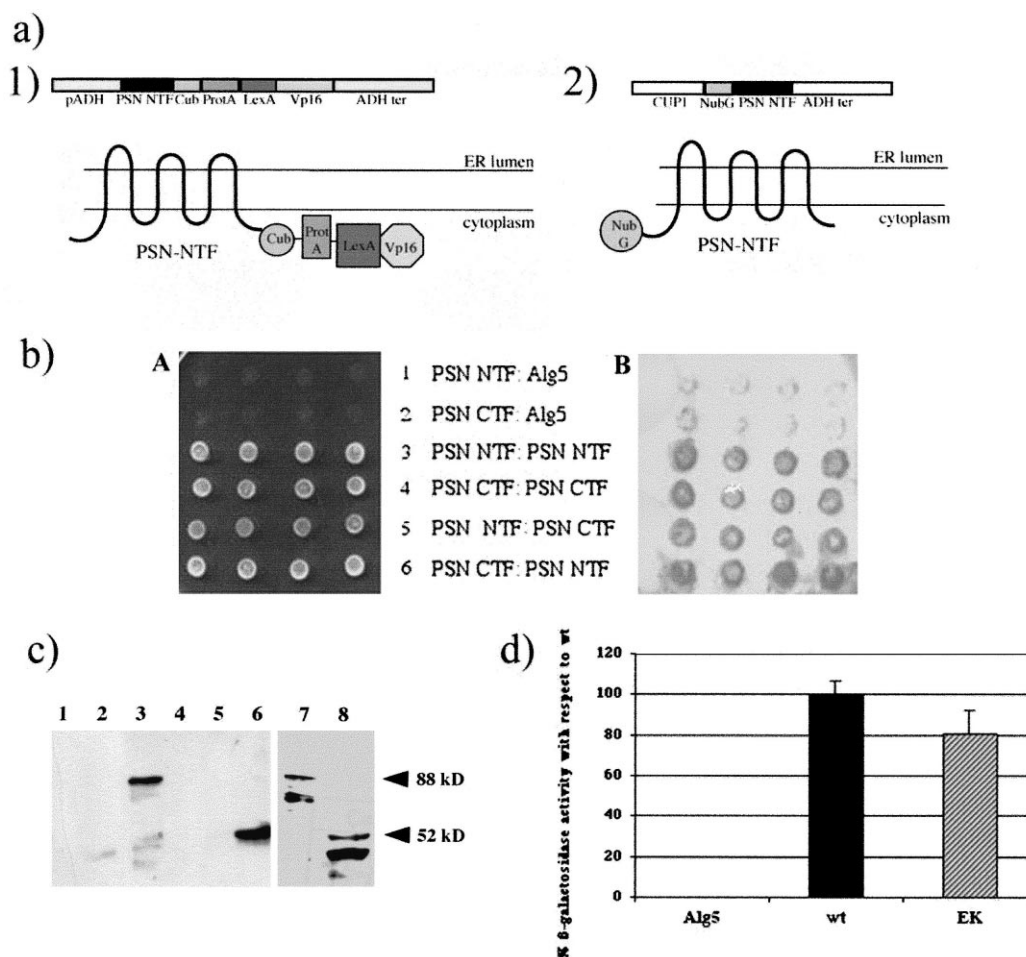 a)
1)
pADH PSN NTF Cub ProtA LexA Vp16 ADH ter
2)
CUP1 NubG PSN NTF ADH ter
ER lumen
cytoplasm
PSN-NTF
Cub
Prot
A
LexA
Vp16
ER lumen
cytoplasm
Nub
G
PSN-NTF
b)
A
1 PSN NTF: Alg5
2 PSN CTF: Alg5
3 PSN NTF: PSN NTF
4 PSN CTF: PSN CTF
5 PSN NTF: PSN CTF
6 PSN CTF: PSN NTF
B
c)
1 2 3 4 5 6 7 8
88 kD
52 kD
d)
% β-galactosidase activity with respect to wt
120
100
80
60
40
20
0
Alg5 wt EK